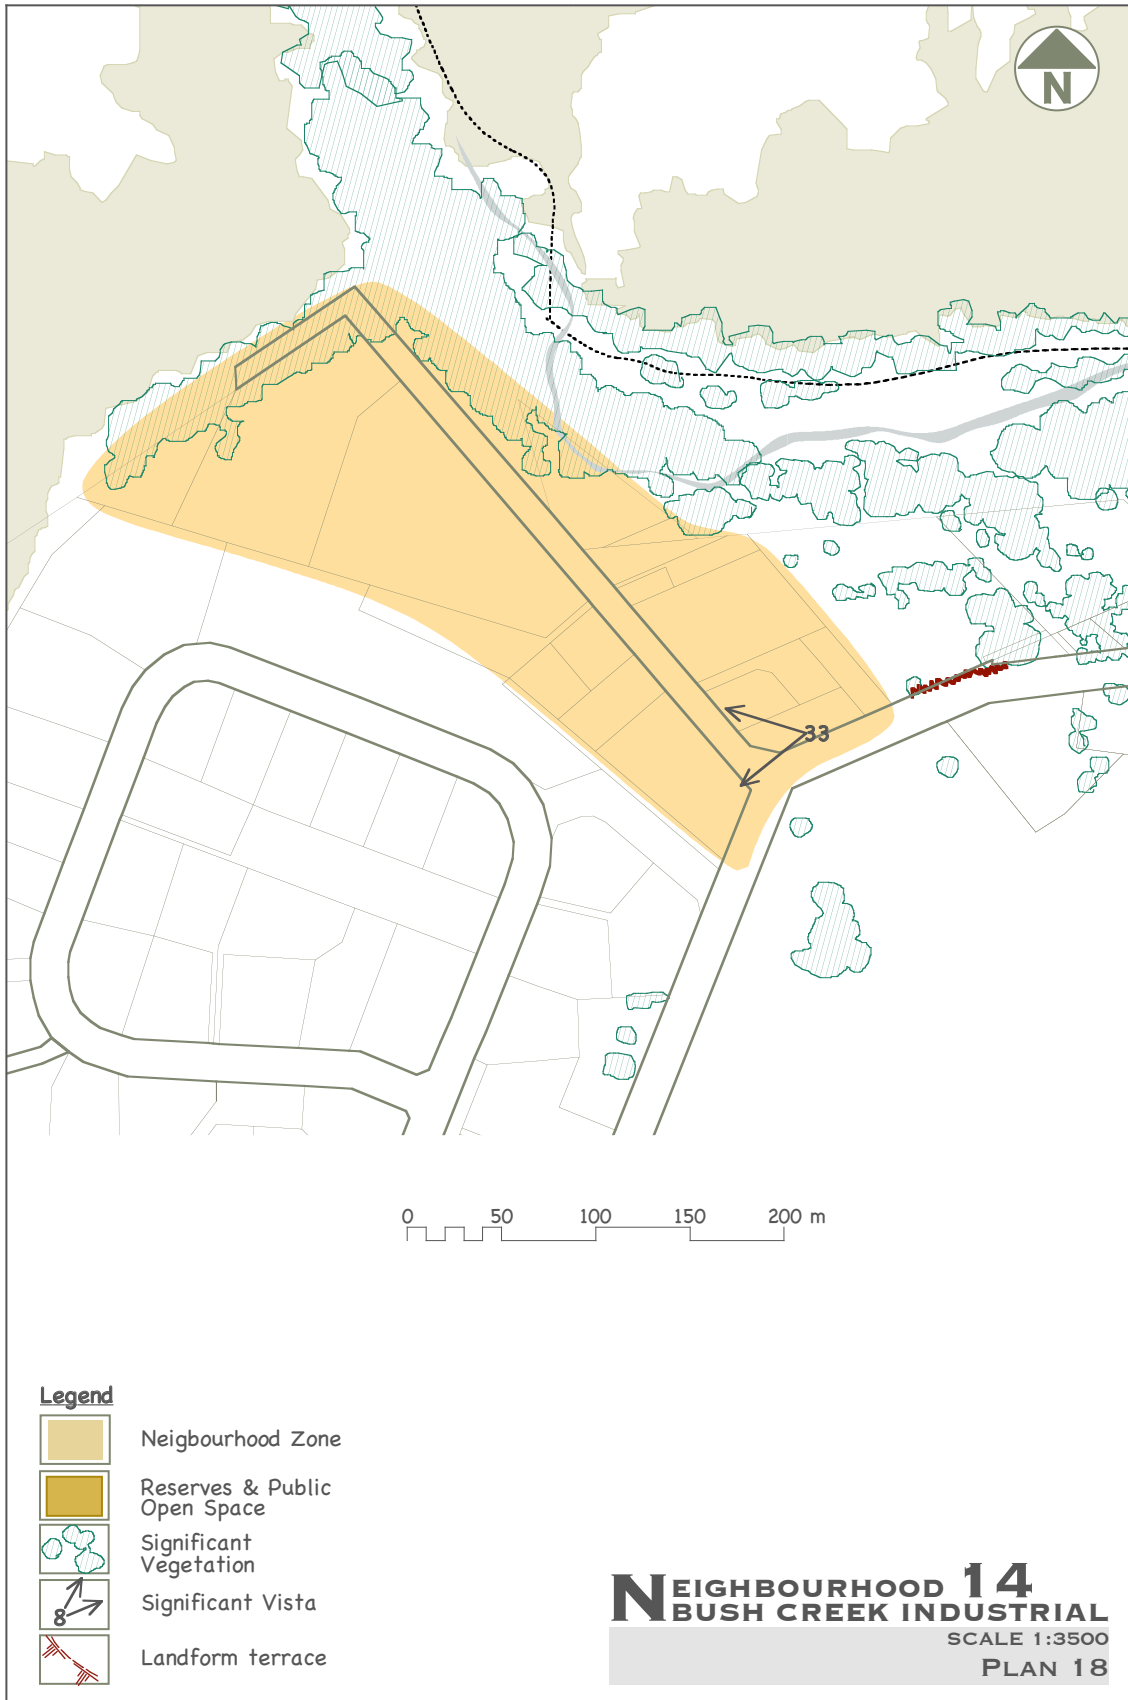 N
33
0 50 100 150 200 m
Legend
Neigbourhood Zone
Reserves & Public
Open Space
Significant
Vegetation
8
Significant Vista
Landform terrace
NEIGHBOURHOOD 14
BUSH CREEK INDUSTRIAL
SCALE 1:3500
PLAN 18